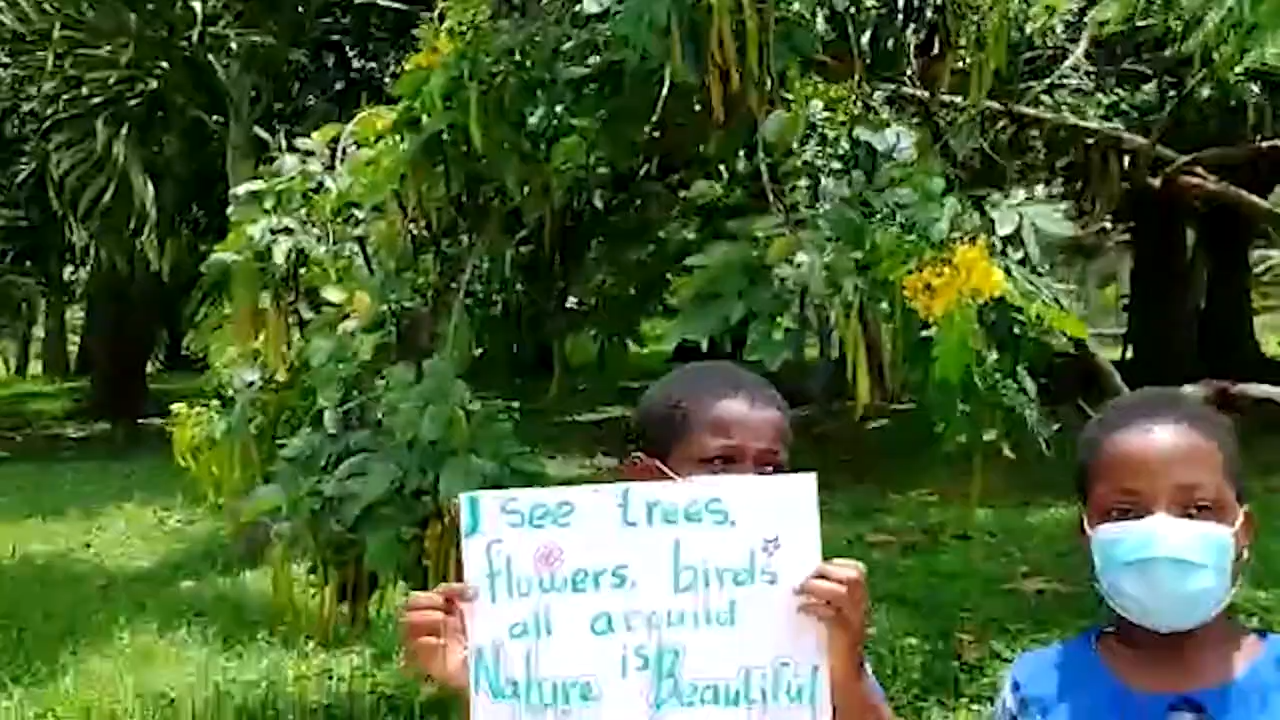 I see trees,
flowers, birds
all around
Nature is Beautiful